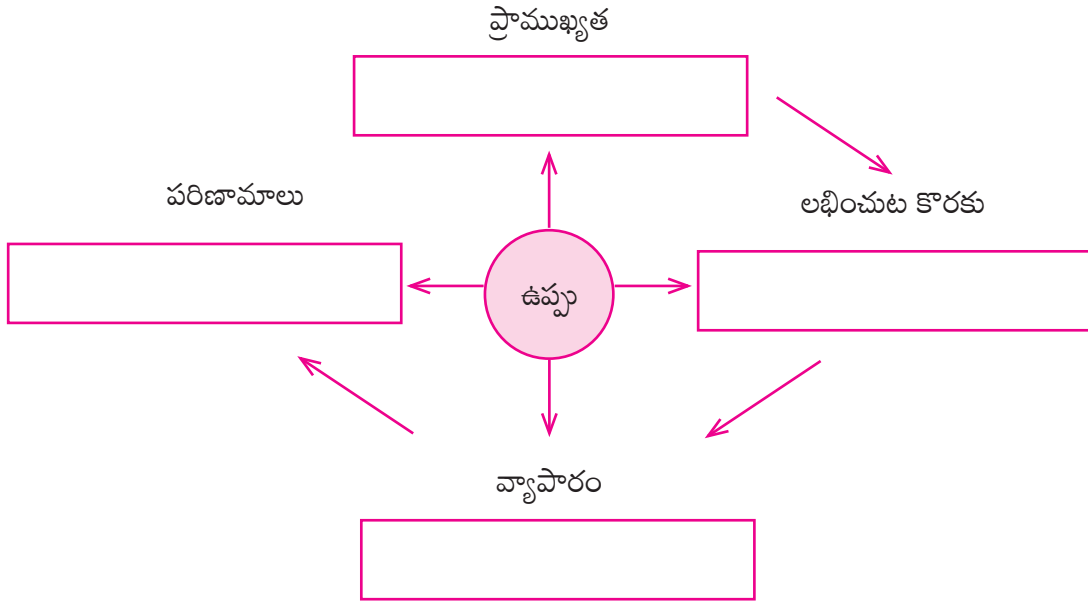 ప్రాముఖ్యత
పరిణామాలు
లభించుట కొరకు
ఉప్పు
వ్యాపారం